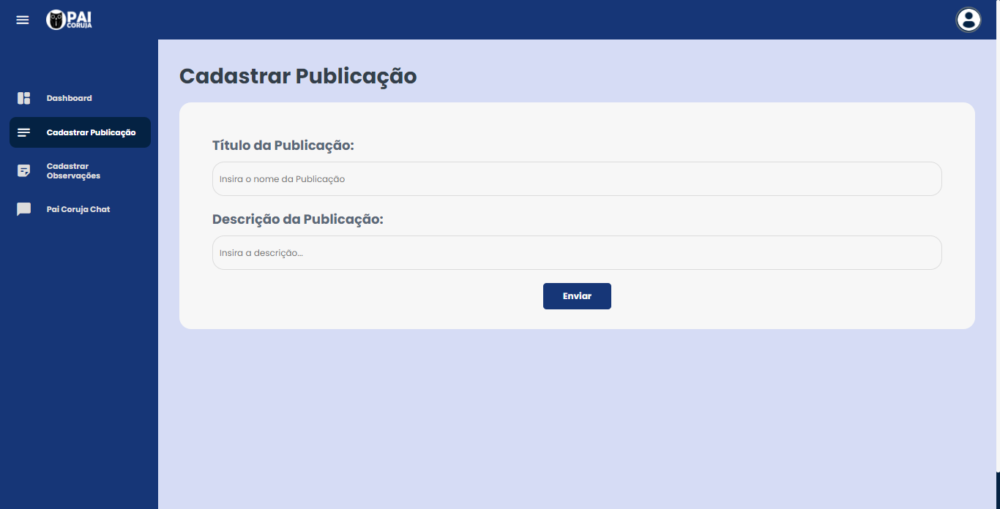 PAI
CORUJA
Dashboard
Cadastrar Publicação
Cadastrar
Observações
Pai Coruja Chat
Cadastrar Publicação
Título da Publicação:
Insira o nome da Publicação
Descrição da Publicação:
Insira a descrição...
Enviar